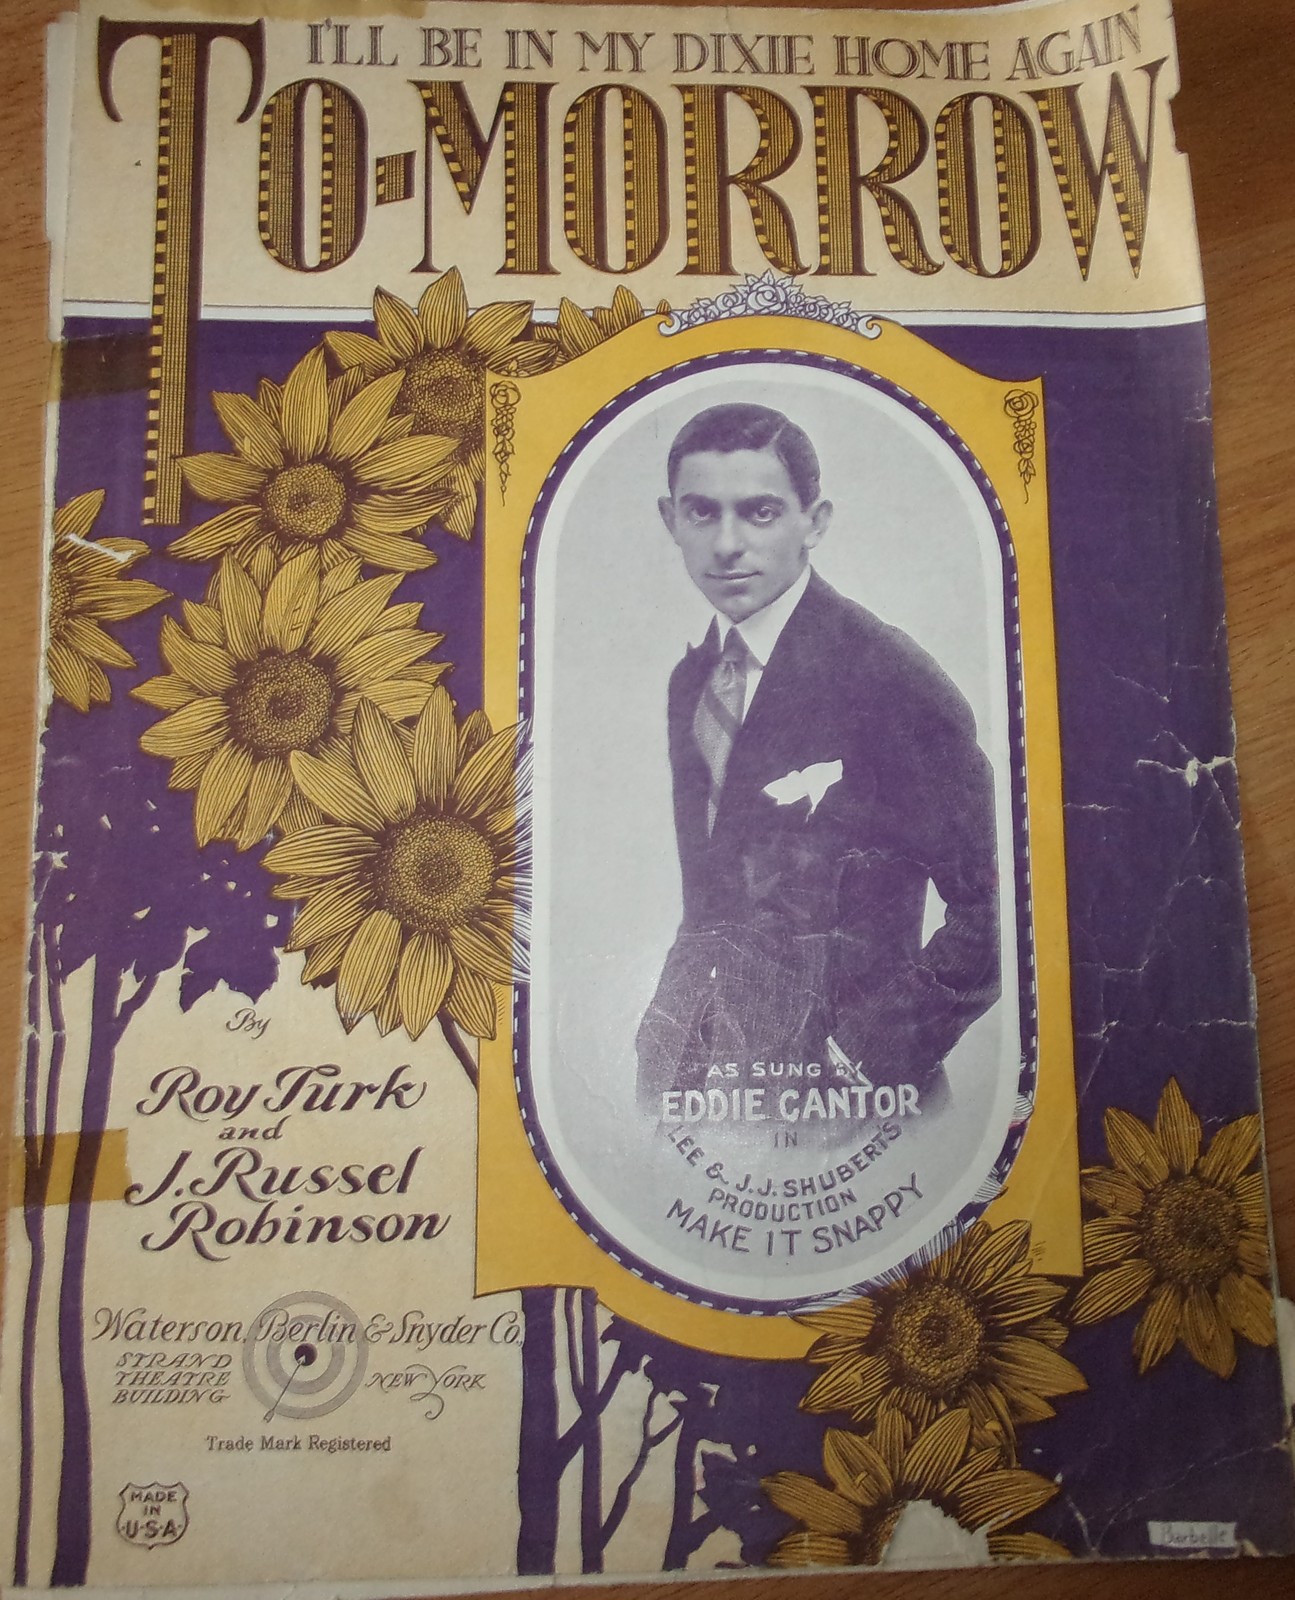 I'LL BE IN MY DIXIE HOME AGAIN
TO-MORROW
By
Roy Turk
and
J. Russel
Robinson
AS SUNG BY
EDDIE CANTOR
IN
LEE & J.J. SHUBERT'S
PRODUCTION
MAKE IT SNAPPY
Waterson, Berlin & Snyder Co.,
STRAND
THEATRE
BUILDING
NEW YORK
Trade Mark Registered
MADE
IN
U·S·A
Barbelle